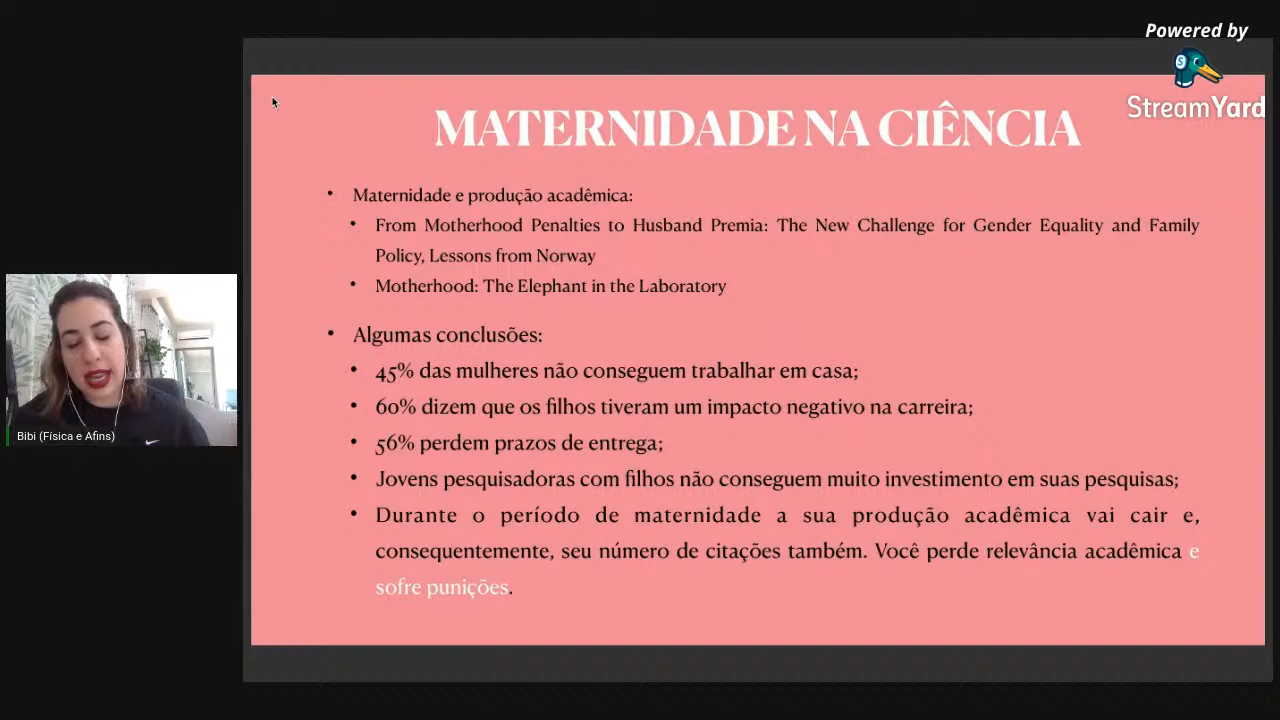 Powered by
StreamYard
MATERNIDADE NA CIÊNCIA
• Maternidade e produção acadêmica:
• From Motherhood Penalties to Husband Premia: The New Challenge for Gender Equality and Family
Policy, Lessons from Norway
• Motherhood: The Elephant in the Laboratory
• Algumas conclusões:
• 45% das mulheres não conseguem trabalhar em casa;
• 60% dizem que os filhos tiveram um impacto negativo na carreira;
• 56% perdem prazos de entrega;
• Jovens pesquisadoras com filhos não conseguem muito investimento em suas pesquisas;
• Durante o período de maternidade a sua produção acadêmica vai cair e,
consequentemente, seu número de citações também. Você perde relevância acadêmica e
sofre punições.
Bibi (Física e Afins)